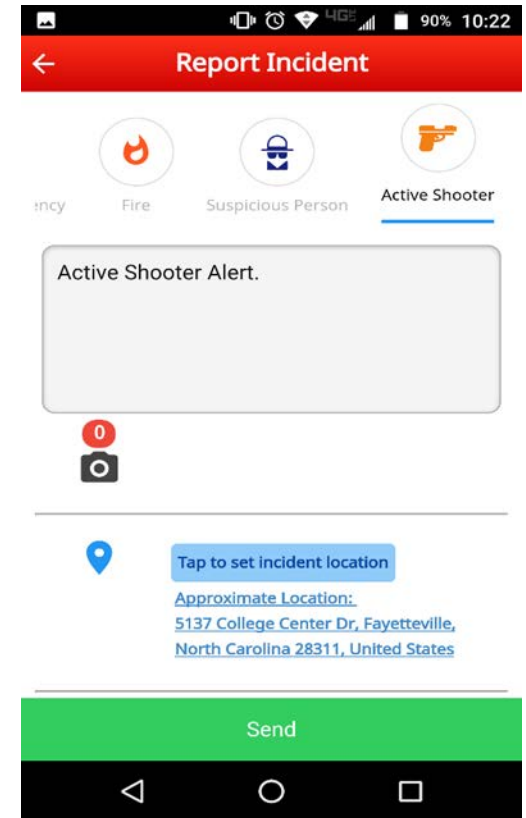 4GE 90% 10:22
Report Incident
ency Fire Suspicious Person Active Shooter
Active Shooter Alert.
0
Tap to set incident location
Approximate Location:
5137 College Center Dr, Fayetteville,
North Carolina 28311, United States
Send